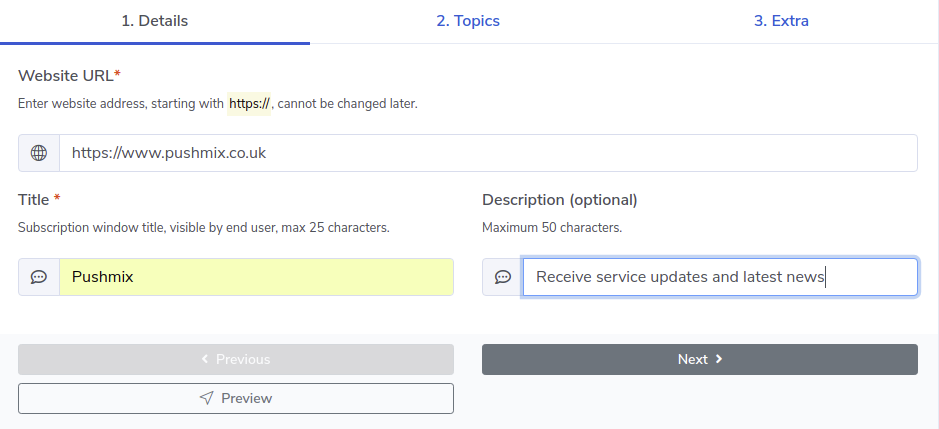 1. Details 2. Topics 3. Extra
Website URL*
Enter website address, starting with https://, cannot be changed later.
https://www.pushmix.co.uk
Title * Description (optional)
Subscription window title, visible by end user, max 25 characters. Maximum 50 characters.
Pushmix Receive service updates and latest news
Previous Next
Preview